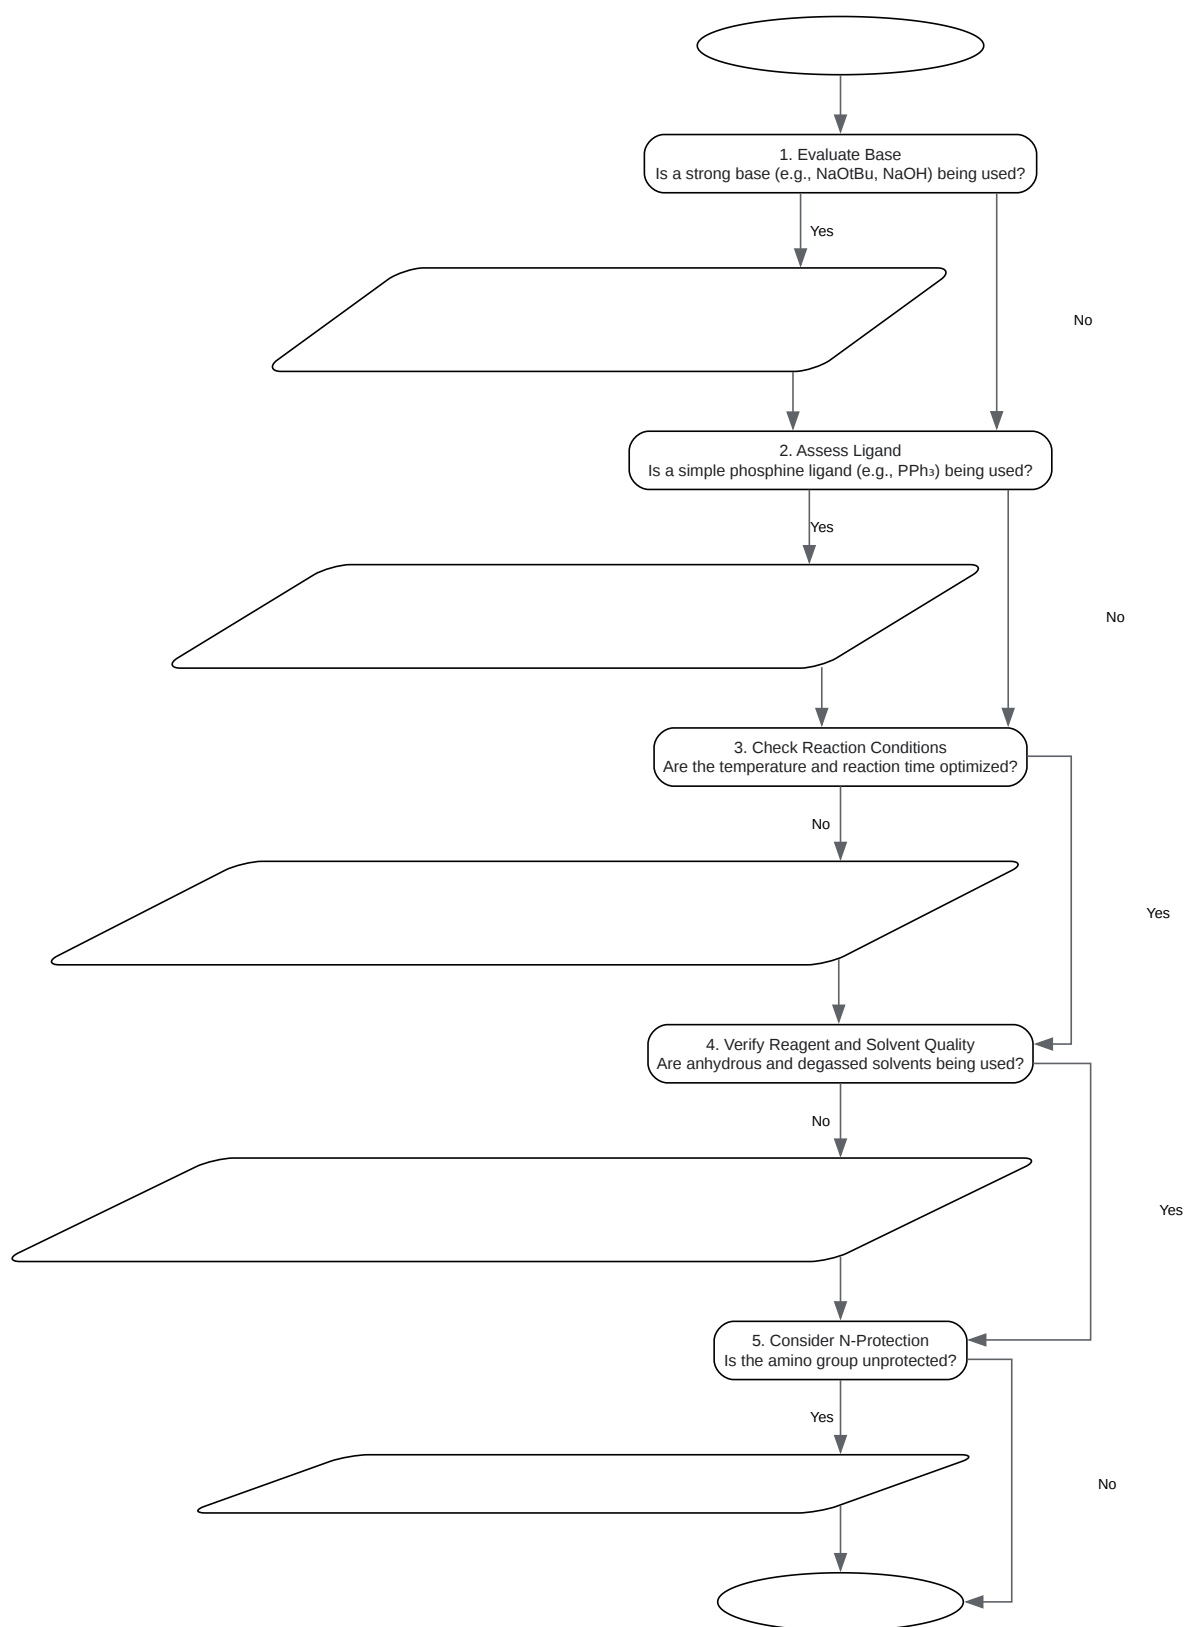 1. Evaluate Base
Is a strong base (e.g., NaOtBu, NaOH) being used?
Yes
No
2. Assess Ligand
Is a simple phosphine ligand (e.g., PPh₃) being used?
Yes
No
3. Check Reaction Conditions
Are the temperature and reaction time optimized?
No
Yes
4. Verify Reagent and Solvent Quality
Are anhydrous and degassed solvents being used?
No
Yes
5. Consider N-Protection
Is the amino group unprotected?
Yes
No